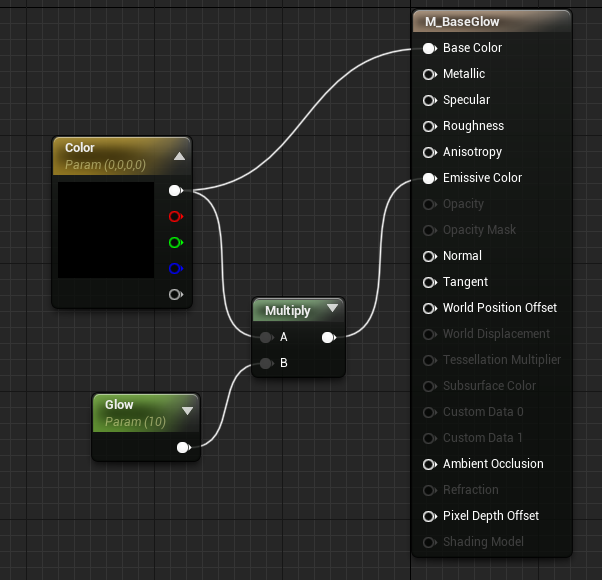 M_BaseGlow
Base Color
Metallic
Specular
Roughness
Anisotropy
Emissive Color
Opacity
Opacity Mask
Normal
Tangent
World Position Offset
World Displacement
Tessellation Multiplier
Subsurface Color
Custom Data 0
Custom Data 1
Ambient Occlusion
Refraction
Pixel Depth Offset
Shading Model
Color
Param (0,0,0,0)
Multiply
A
B
Glow
Param (10)